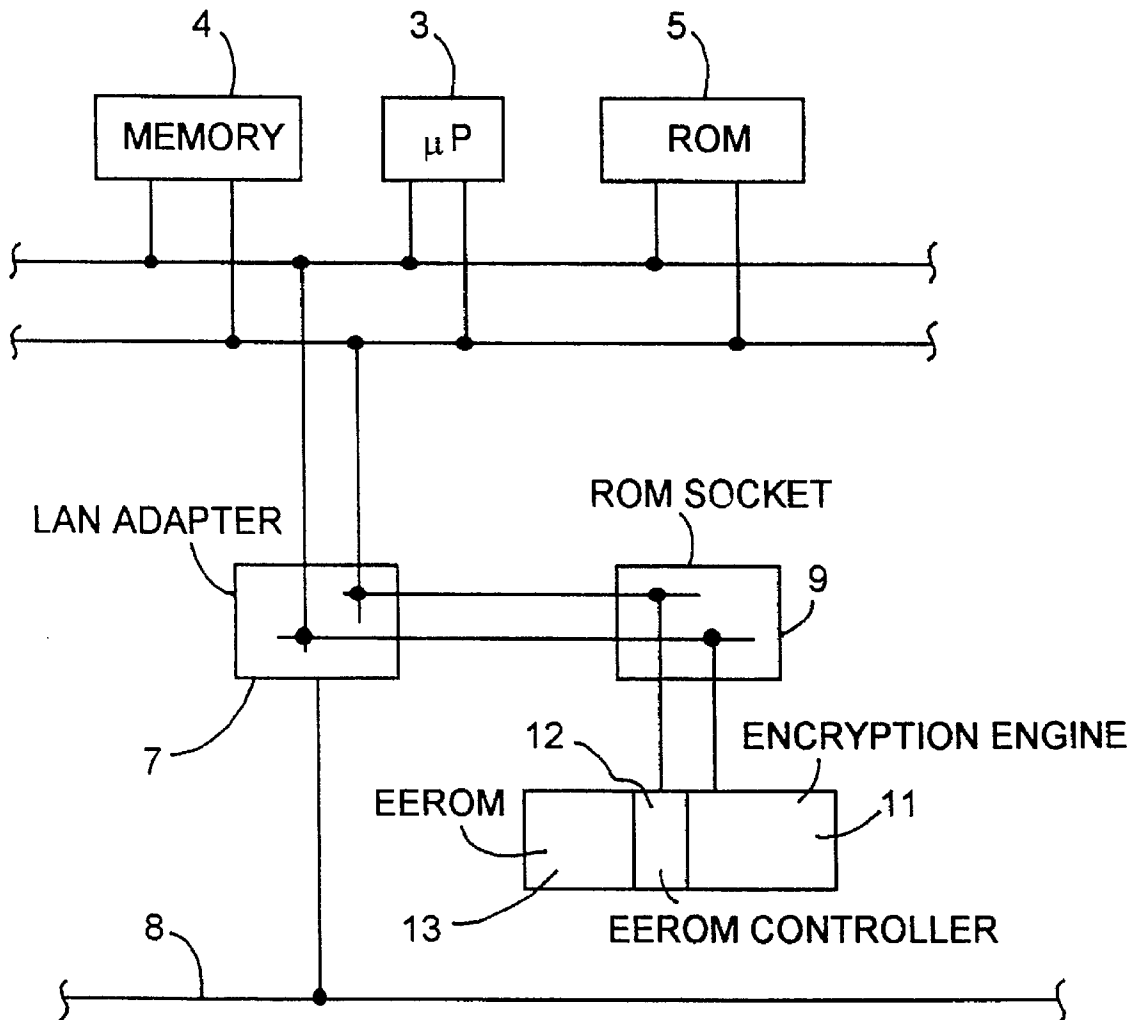 4
3
5
MEMORY
μP
ROM
LAN ADAPTER
ROM SOCKET
9
7
12
ENCRYPTION ENGINE
EEROM
11
13
EEROM CONTROLLER
8